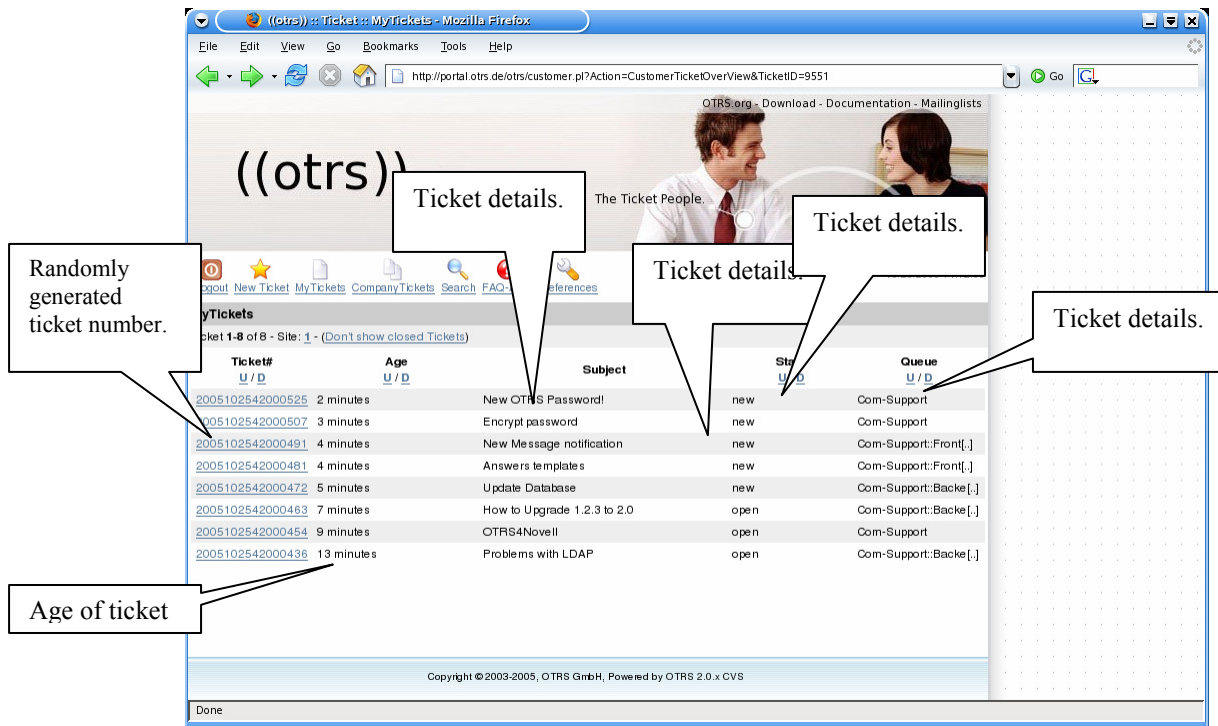 ((otrs)) :: Ticket :: MyTickets - Mozilla Firefox
File Edit View Go Bookmarks Tools Help
http://portal.otrs.de/otrs/customer.pl?Action=CustomerTicketOverView&TicketID=9551
Go
G
OTRS.org - Download - Documentation - Mailinglists
((otrs))
The Ticket People.
Ticket details.
Ticket details.
Ticket details.
Ticket details.
Randomly
generated
ticket number.
New Ticket MyTickets CompanyTickets Search
Ticket 1-8 of 8 - Site: 1 - (Don't show closed Tickets)
Ticket# Age Subject Queue
U / D U / D U / D
2005102542000525 2 minutes New OTRS Password! new Com-Support
2005102542000507 3 minutes Encrypt password new Com-Support
2005102542000491 4 minutes New Message notification new Com-Support::Front[..]
2005102542000481 4 minutes Answers templates new Com-Support::Front[..]
2005102542000472 5 minutes Update Database new Com-Support::Backe[..]
2005102542000463 7 minutes How to Upgrade 1.2.3 to 2.0 open Com-Support::Backe[..]
2005102542000454 9 minutes OTRS4Novell open Com-Support
2005102542000436 13 minutes Problems with LDAP open Com-Support::Backe[..]
Age of ticket
Copyright ©2003-2005, OTRS GmbH, Powered by OTRS 2.0.x CVS
Done